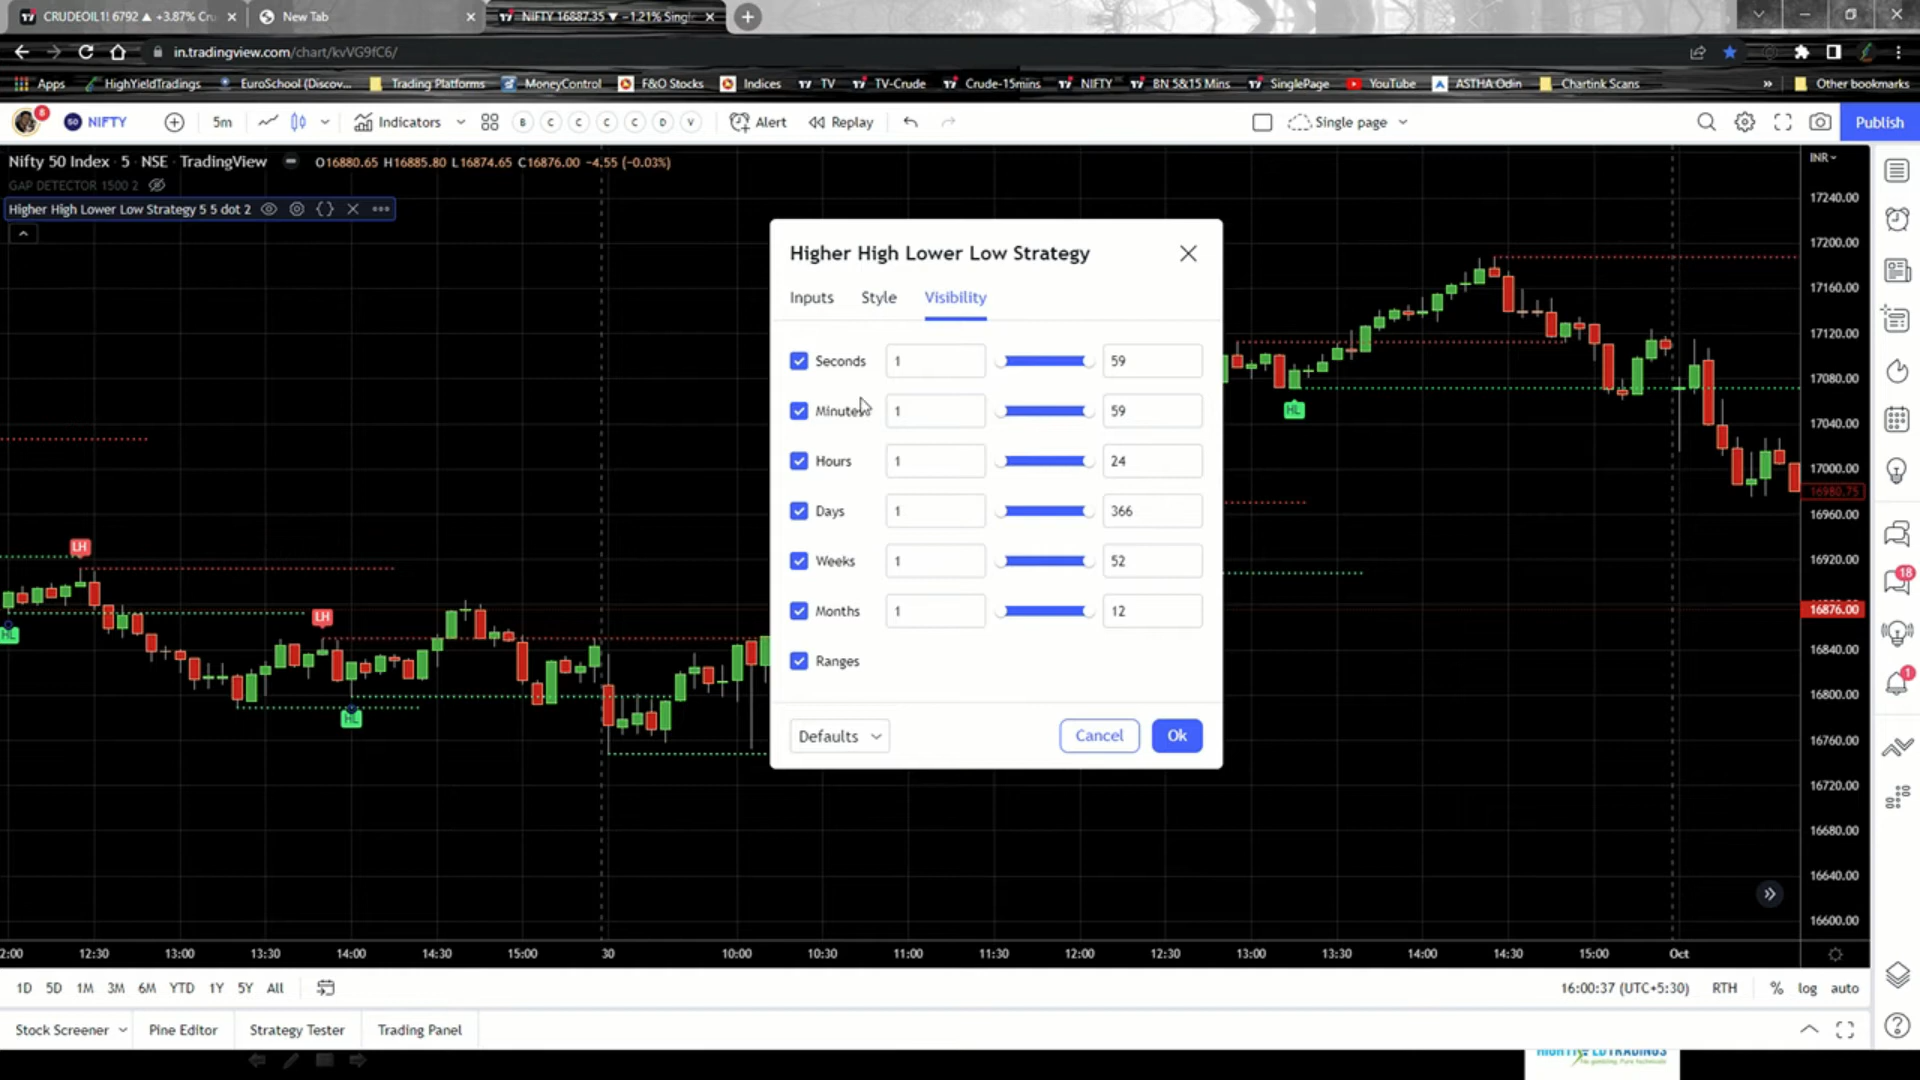 CRUDEOIL1! 6792 ▲ +3.87% Cru
New Tab
NIFTY 16887.35 ▼ −1.21% Singl
in.tradingview.com/chart/kvVG9fC6/
Apps
HighYieldTradings
EuroSchool (Discov...
Trading Platforms
MoneyControl
F&O Stocks
Indices
TV
TV-Crude
Crude-15mins
NIFTY
BN 5&15 Mins
SinglePage
YouTube
ASTHA Odin
Chartink Scans
»
Other bookmarks
8
50
NIFTY
5m
Indicators
B
C
C
C
C
D
V
Alert
Replay
Single page
Publish
Nifty 50 Index · 5 · NSE · TradingView
O16880.65 H16885.80 L16874.65 C16876.00 −4.55 (−0.03%)
INR
GAP DETECTOR 1500 2
Higher High Lower Low Strategy 5 5 dot 2
Higher High Lower Low Strategy
Inputs
Style
Visibility
Seconds
1
59
Minutes
1
59
Hours
1
24
Days
1
366
Weeks
1
52
Months
1
12
Ranges
Defaults
Cancel
Ok
HL
LH
LH
HL
HL
17240.00
17200.00
17160.00
17120.00
17080.00
17040.00
17000.00
16980.75
16960.00
16920.00
16876.00
16840.00
16800.00
16760.00
16720.00
16680.00
16640.00
16600.00
18
1
2:00
12:30
13:00
13:30
14:00
14:30
15:00
30
10:00
10:30
11:00
11:30
12:00
12:30
13:00
13:30
14:00
14:30
15:00
Oct
1D
5D
1M
3M
6M
YTD
1Y
5Y
All
16:00:37 (UTC+5:30)
RTH
%
log
auto
Stock Screener
Pine Editor
Strategy Tester
Trading Panel